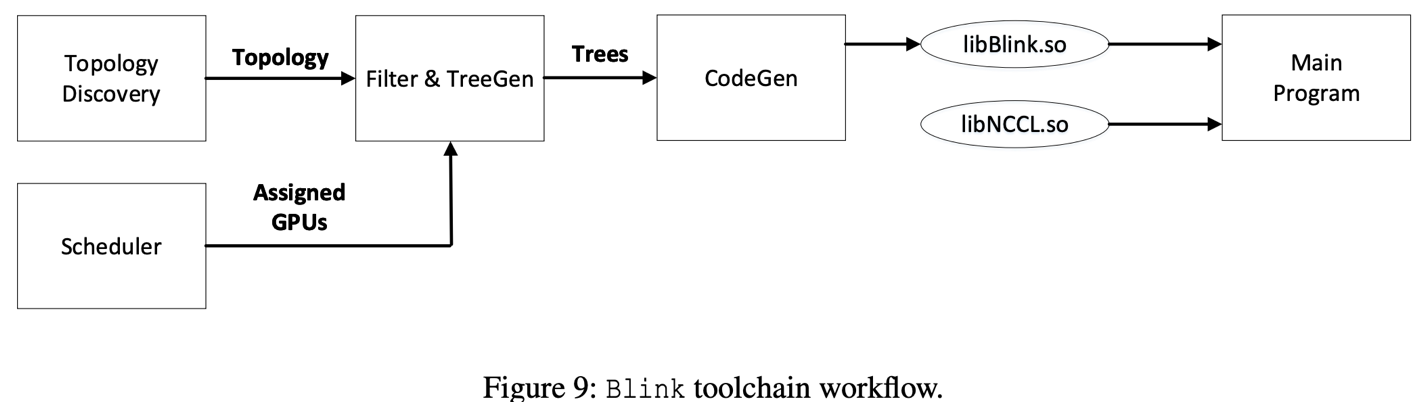 Topology
Discovery
Topology
Filter & TreeGen
Trees
CodeGen
libBlink.so
libNCCL.so
Main
Program
Assigned
GPUs
Scheduler
Figure 9: Blink toolchain workflow.